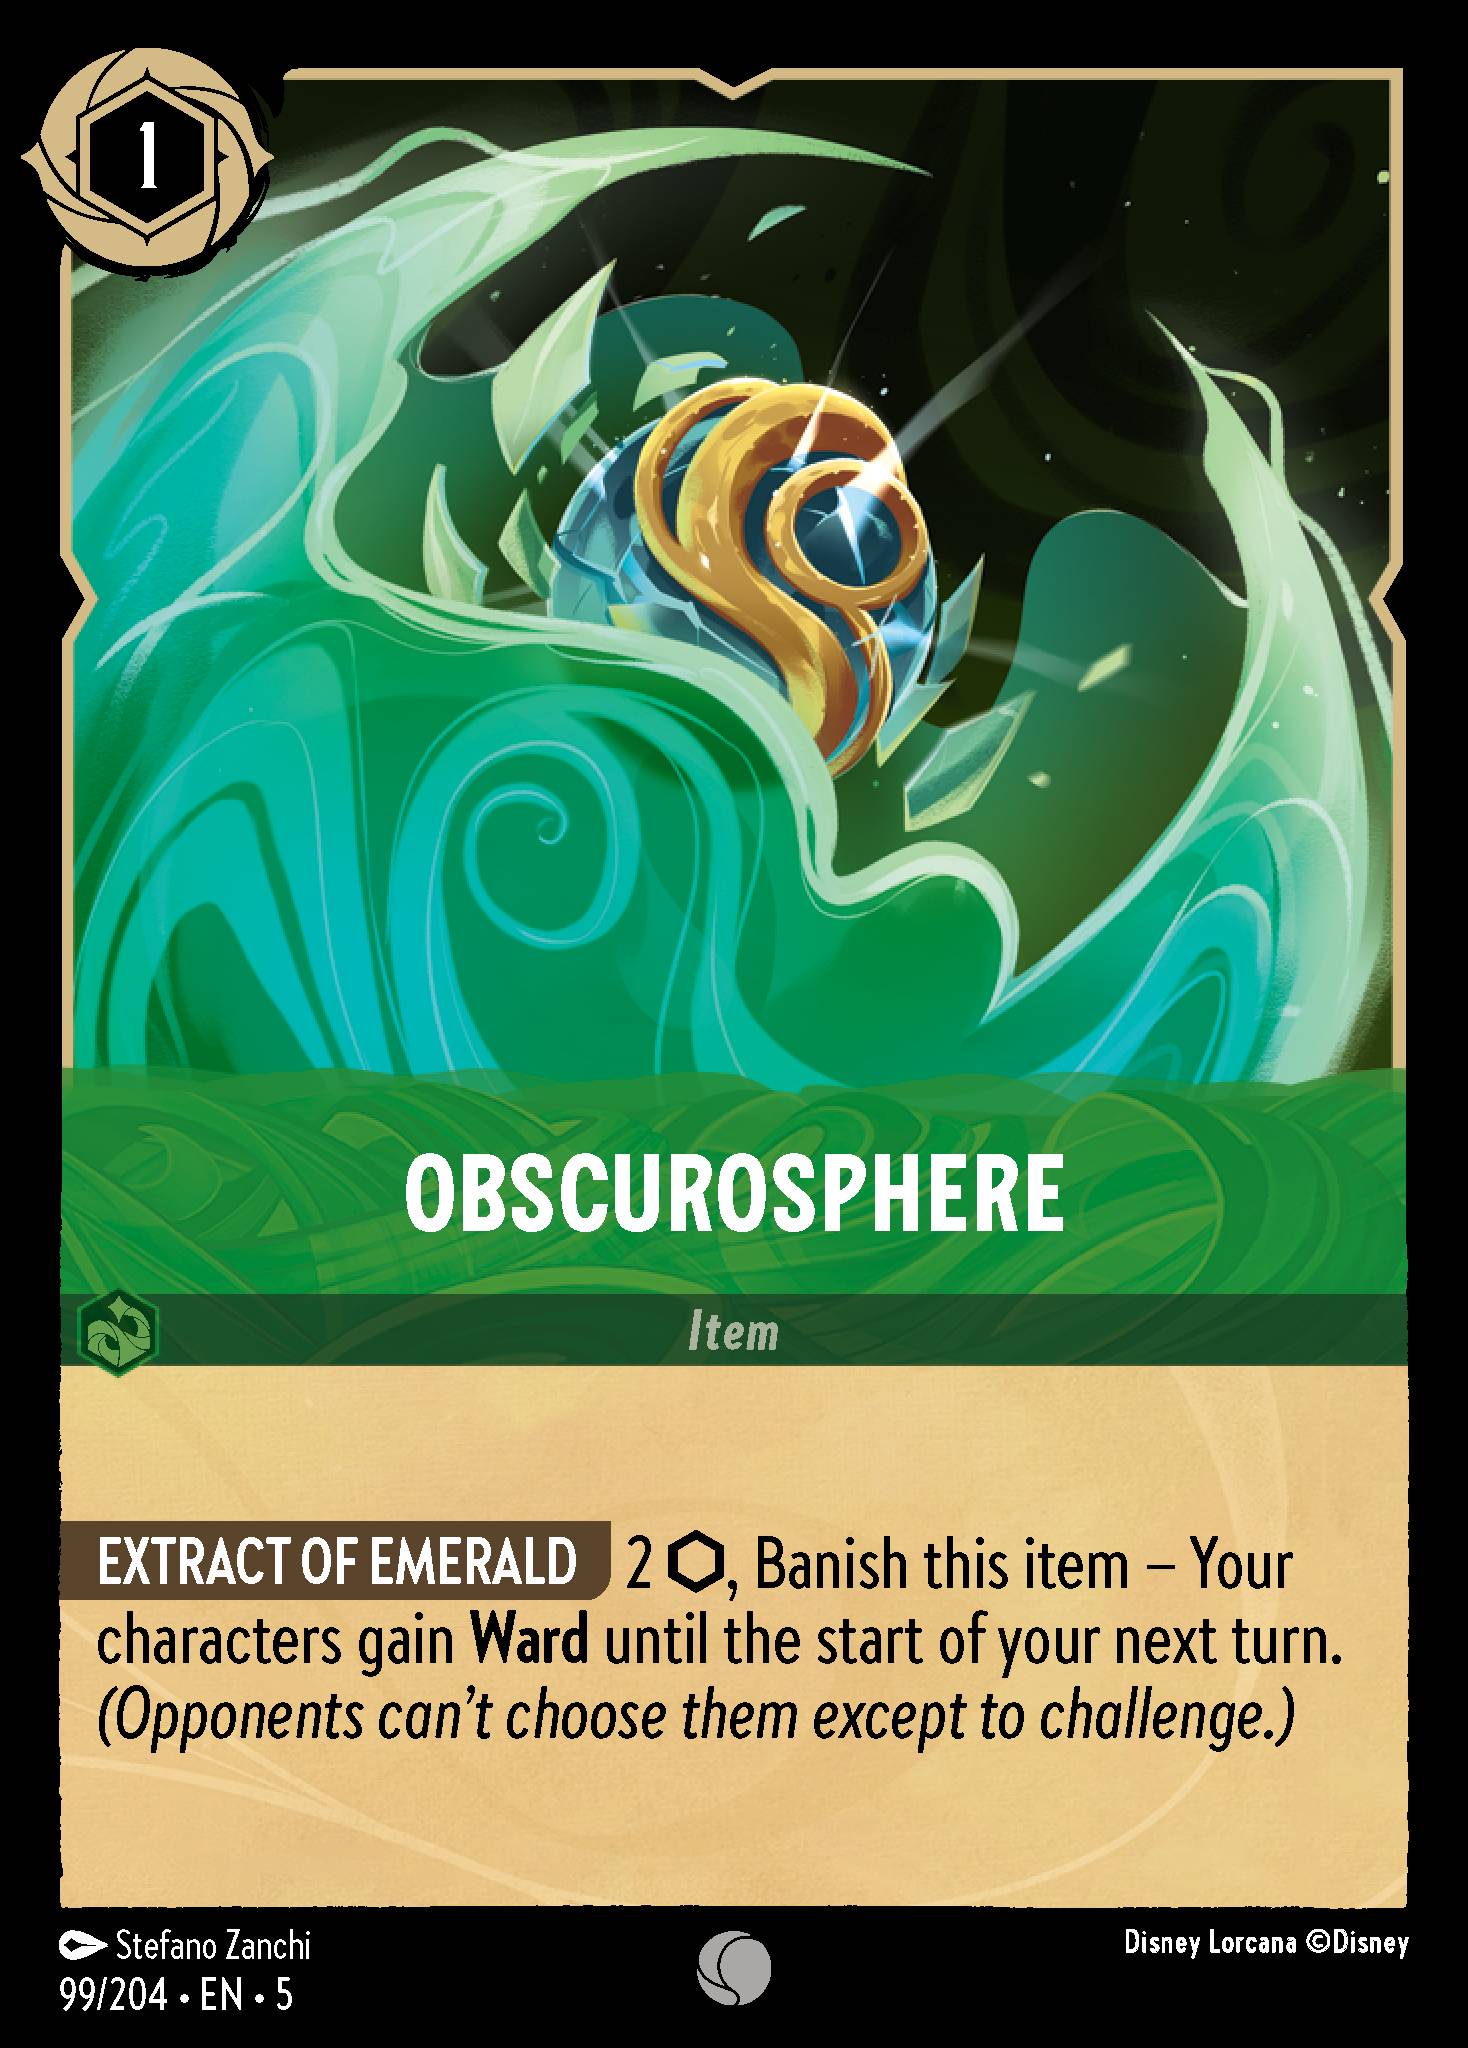 1
OBSCUROSPHERE
Item
EXTRACT OF EMERALD 2 ⬡, Banish this item – Your
characters gain Ward until the start of your next turn.
(Opponents can’t choose them except to challenge.)
Stefano Zanchi
Disney Lorcana ©Disney
99/204 • EN • 5